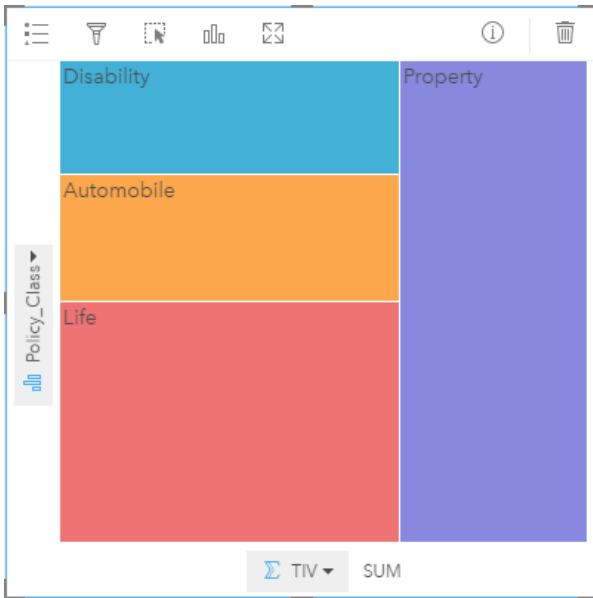 Disability
Property
Automobile
Life
Policy_Class
TIV SUM